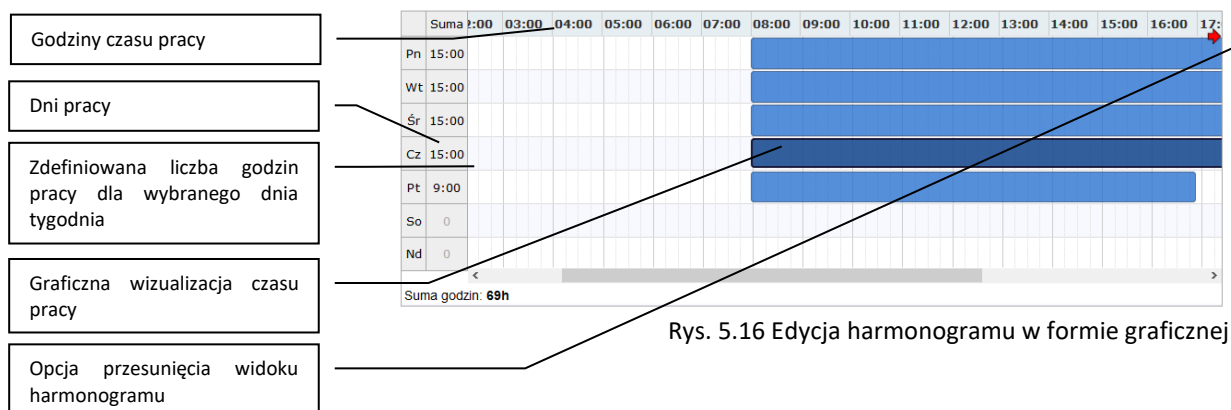 Godziny czasu pracy
Dni pracy
Zdefiniowana liczba godzin
pracy dla wybranego dnia
tygodnia
Graficzna wizualizacja czasu
pracy
Opcja przesunięcia widoku
harmonogramu
Suma 2:00 03:00 04:00 05:00 06:00 07:00 08:00 09:00 10:00 11:00 12:00 13:00 14:00 15:00 16:00 17:
Pn 15:00
Wt 15:00
Śr 15:00
Cz 15:00
Pt 9:00
So 0
Nd 0
Suma godzin: 69h
Rys. 5.16 Edycja harmonogramu w formie graficznej